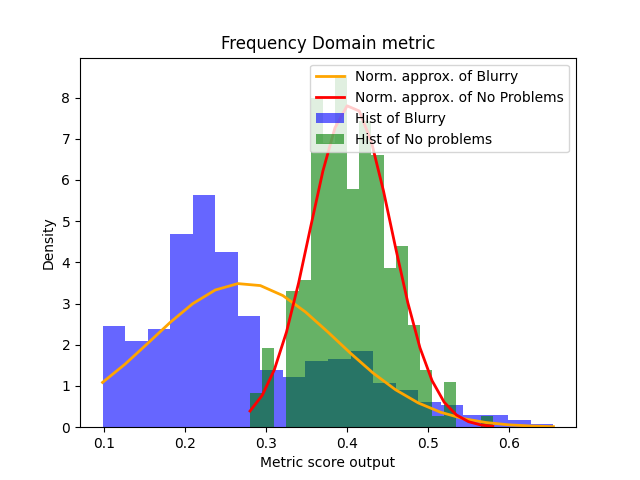 Frequency Domain metric
Norm. approx. of Blurry
Norm. approx. of No Problems
Hist of Blurry
Hist of No problems
Density
8
7
6
5
4
3
2
1
0
0.1 0.2 0.3 0.4 0.5 0.6
Metric score output